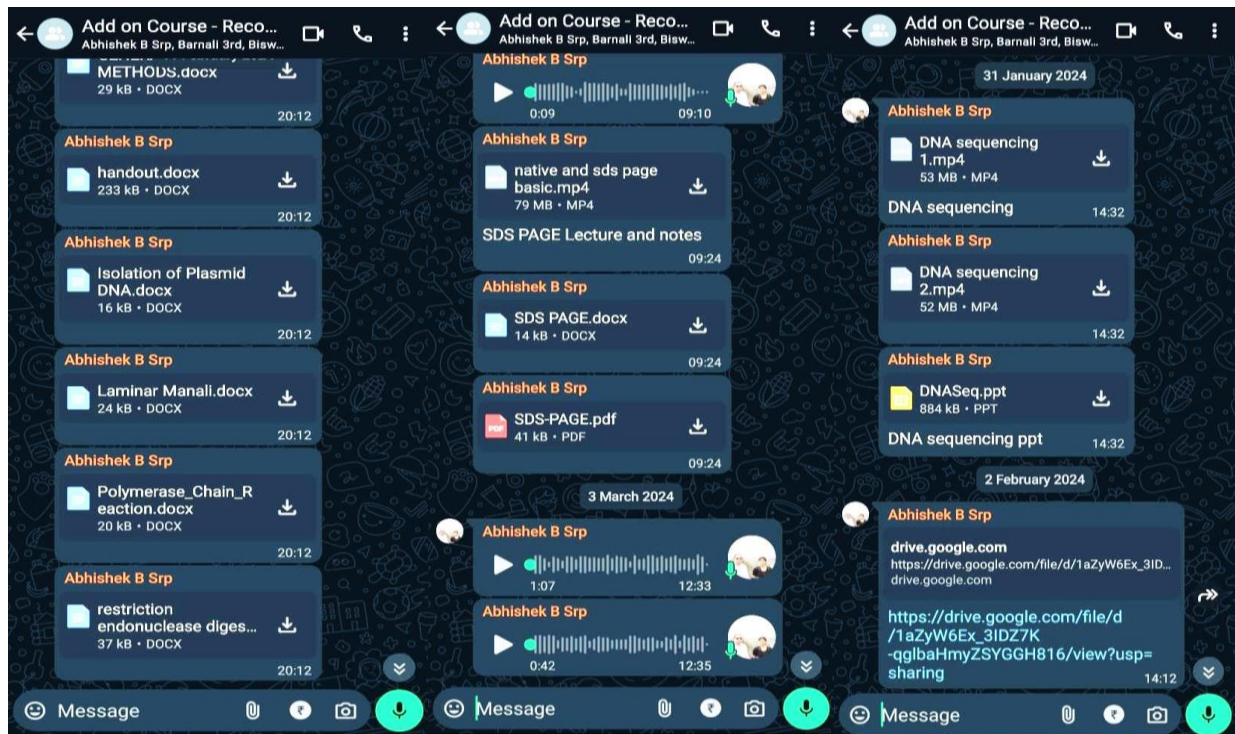 Add on Course - Reco...
Abhishek B Srp, Barnali 3rd, Bisw...
METHODS.docx
29 kB • DOCX
20:12
Abhishek B Srp
handout.docx
233 kB • DOCX
20:12
Abhishek B Srp
Isolation of Plasmid
DNA.docx
16 kB • DOCX
20:12
Abhishek B Srp
Laminar Manali.docx
24 kB • DOCX
20:12
Abhishek B Srp
Polymerase_Chain_R
eaction.docx
20 kB • DOCX
20:12
Abhishek B Srp
restriction
endonuclease diges...
37 kB • DOCX
20:12
Message
Add on Course - Reco...
Abhishek B Srp, Barnali 3rd, Bisw...
Abhishek B Srp
0:09 09:10
Abhishek B Srp
native and sds page
basic.mp4
79 MB • MP4
SDS PAGE Lecture and notes
09:24
Abhishek B Srp
SDS PAGE.docx
14 kB • DOCX
09:24
Abhishek B Srp
PDF
SDS-PAGE.pdf
41 kB • PDF
09:24
3 March 2024
Abhishek B Srp
1:07 12:33
Abhishek B Srp
0:42 12:35
Message
Add on Course - Reco...
Abhishek B Srp, Barnali 3rd, Bisw...
31 January 2024
Abhishek B Srp
DNA sequencing
1.mp4
53 MB • MP4
DNA sequencing 14:32
Abhishek B Srp
DNA sequencing
2.mp4
52 MB • MP4
14:32
Abhishek B Srp
DNASeq.ppt
884 kB • PPT
DNA sequencing ppt 14:32
2 February 2024
Abhishek B Srp
drive.google.com
https://drive.google.com/file/d/1aZyW6Ex_3ID...
drive.google.com
https://drive.google.com/file/d
/1aZyW6Ex_3IDZ7K
-qglbaHmyZSYGGH816/view?usp=
sharing
14:12
Message